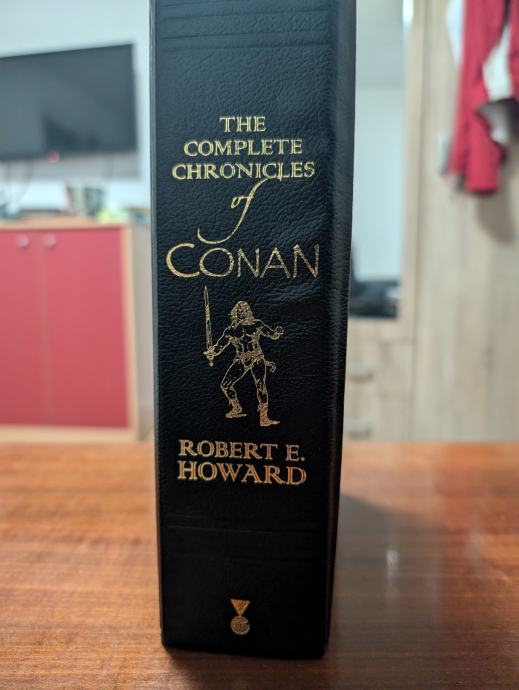 THE
COMPLETE
CHRONICLES
of
CONAN
ROBERT E.
HOWARD